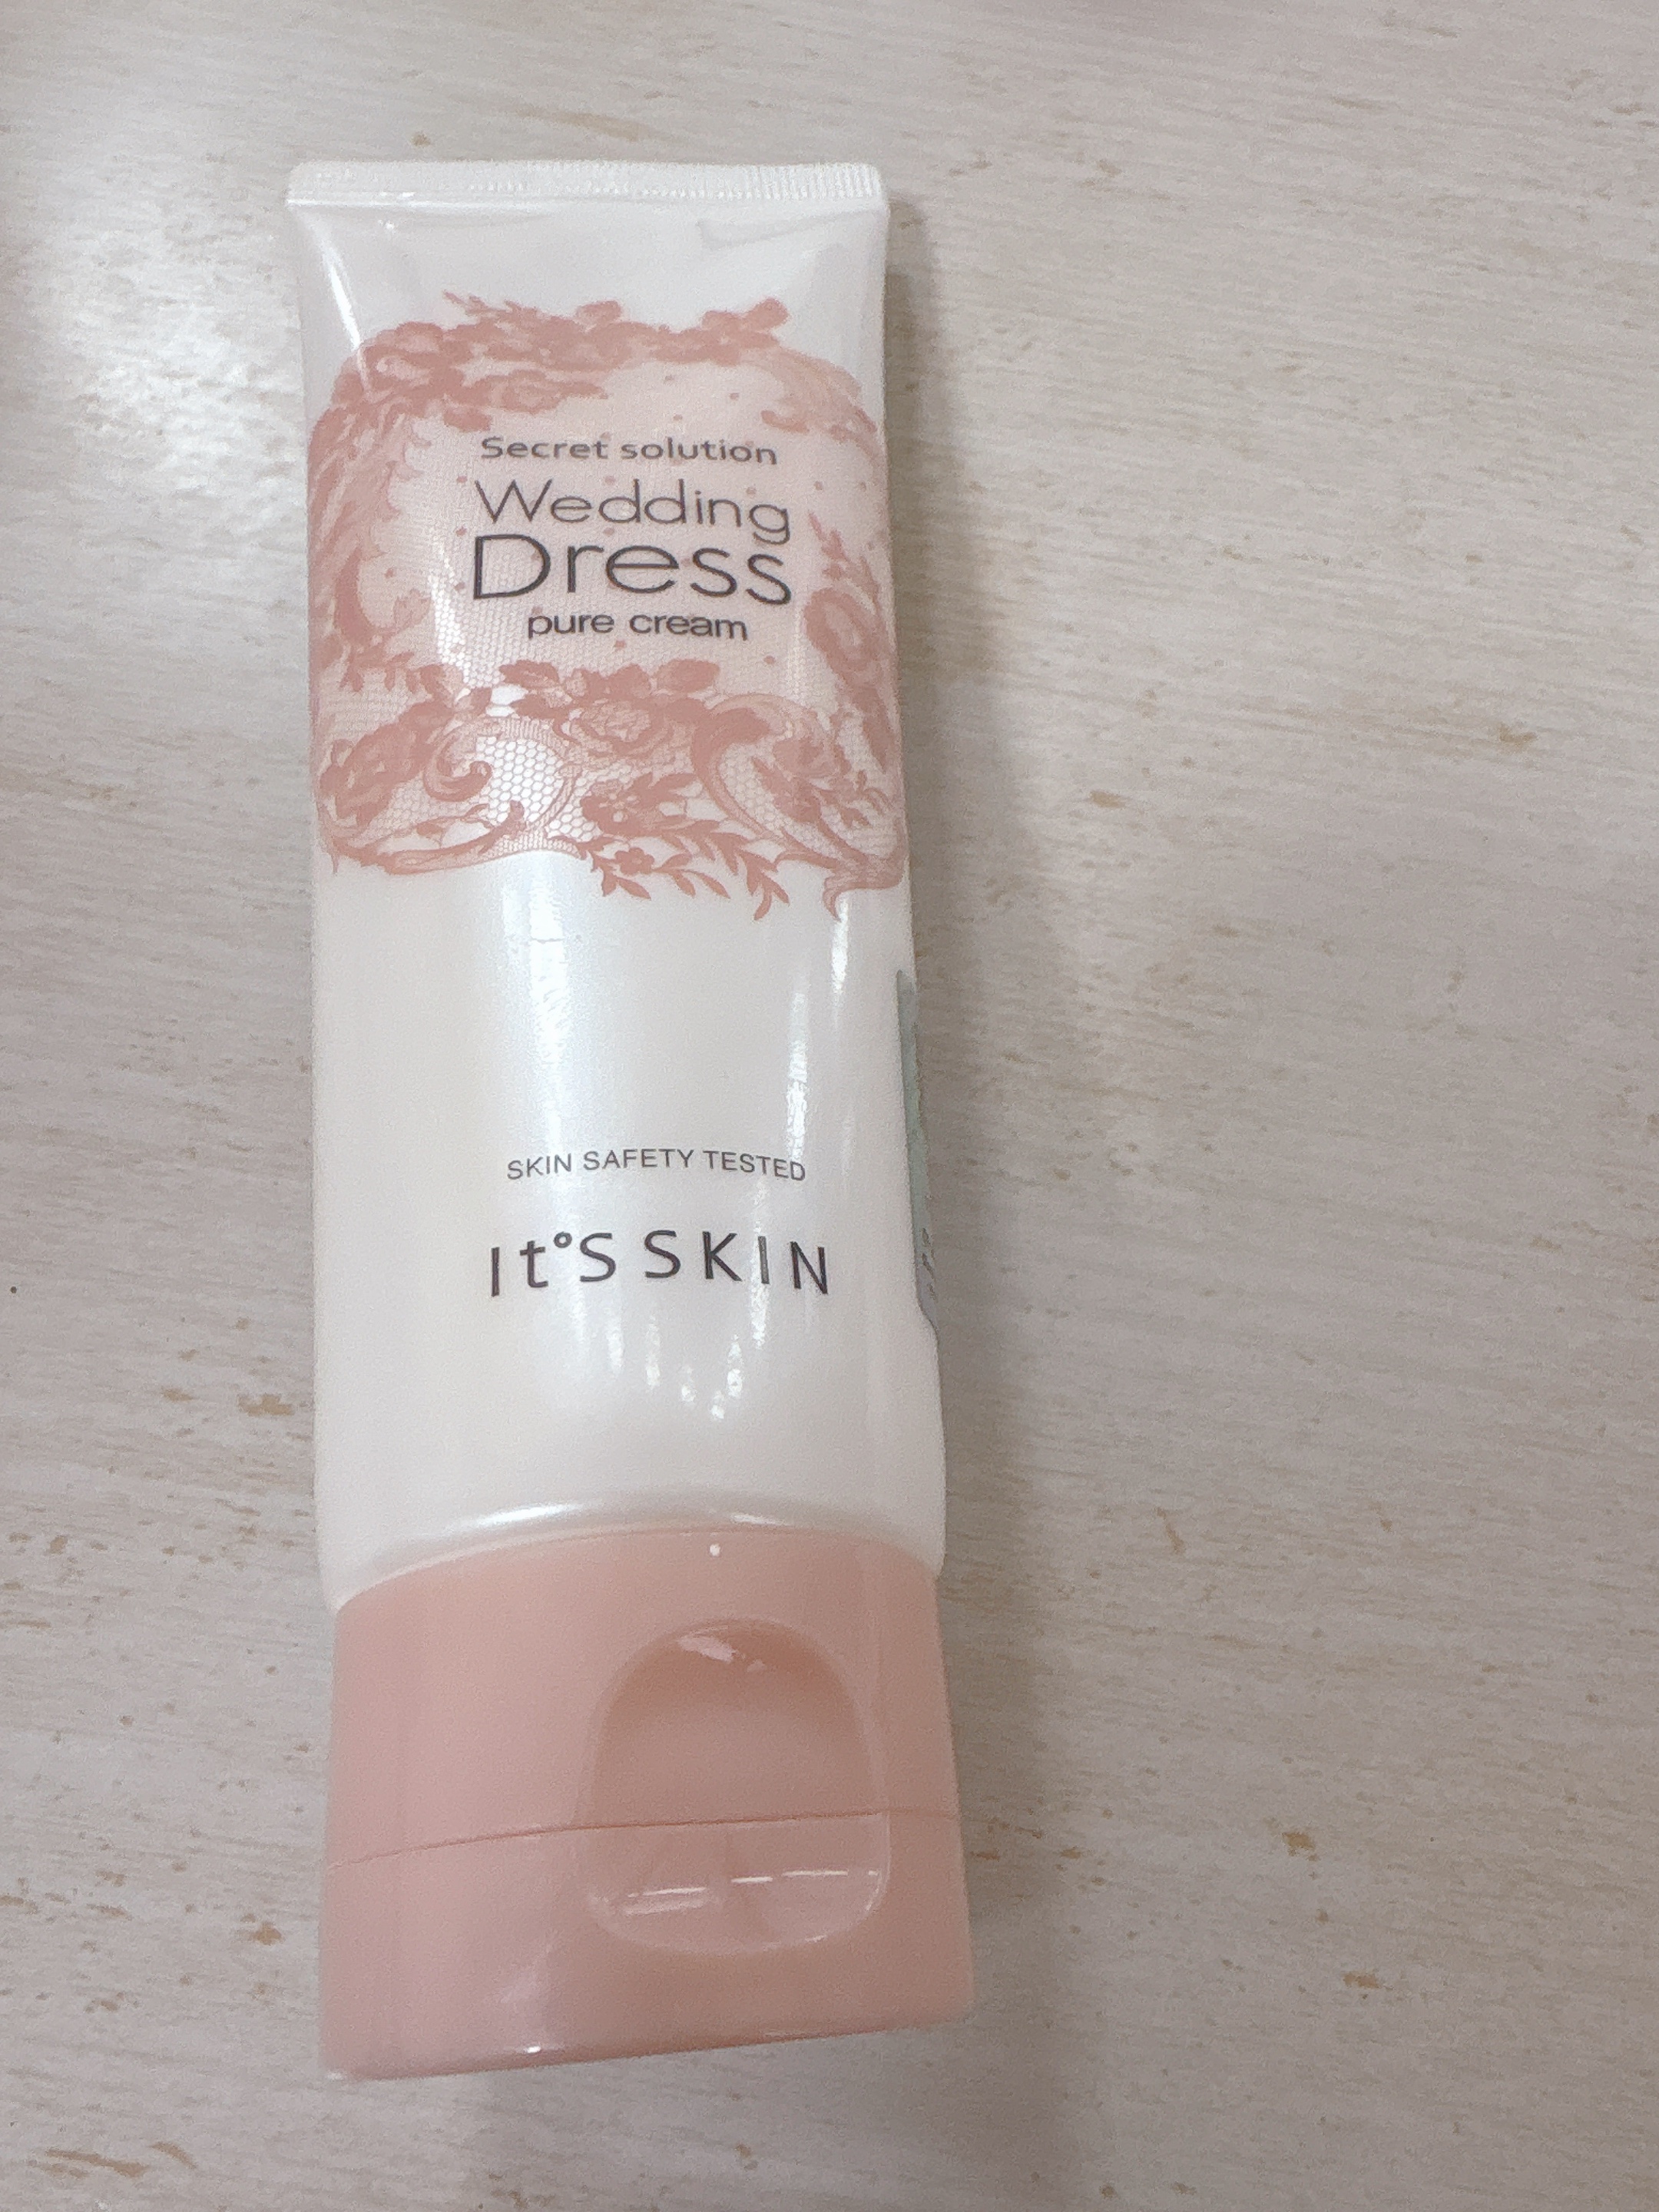 Secret solution
Wedding
Dress
pure cream
SKIN SAFETY TESTED
It°S SKIN